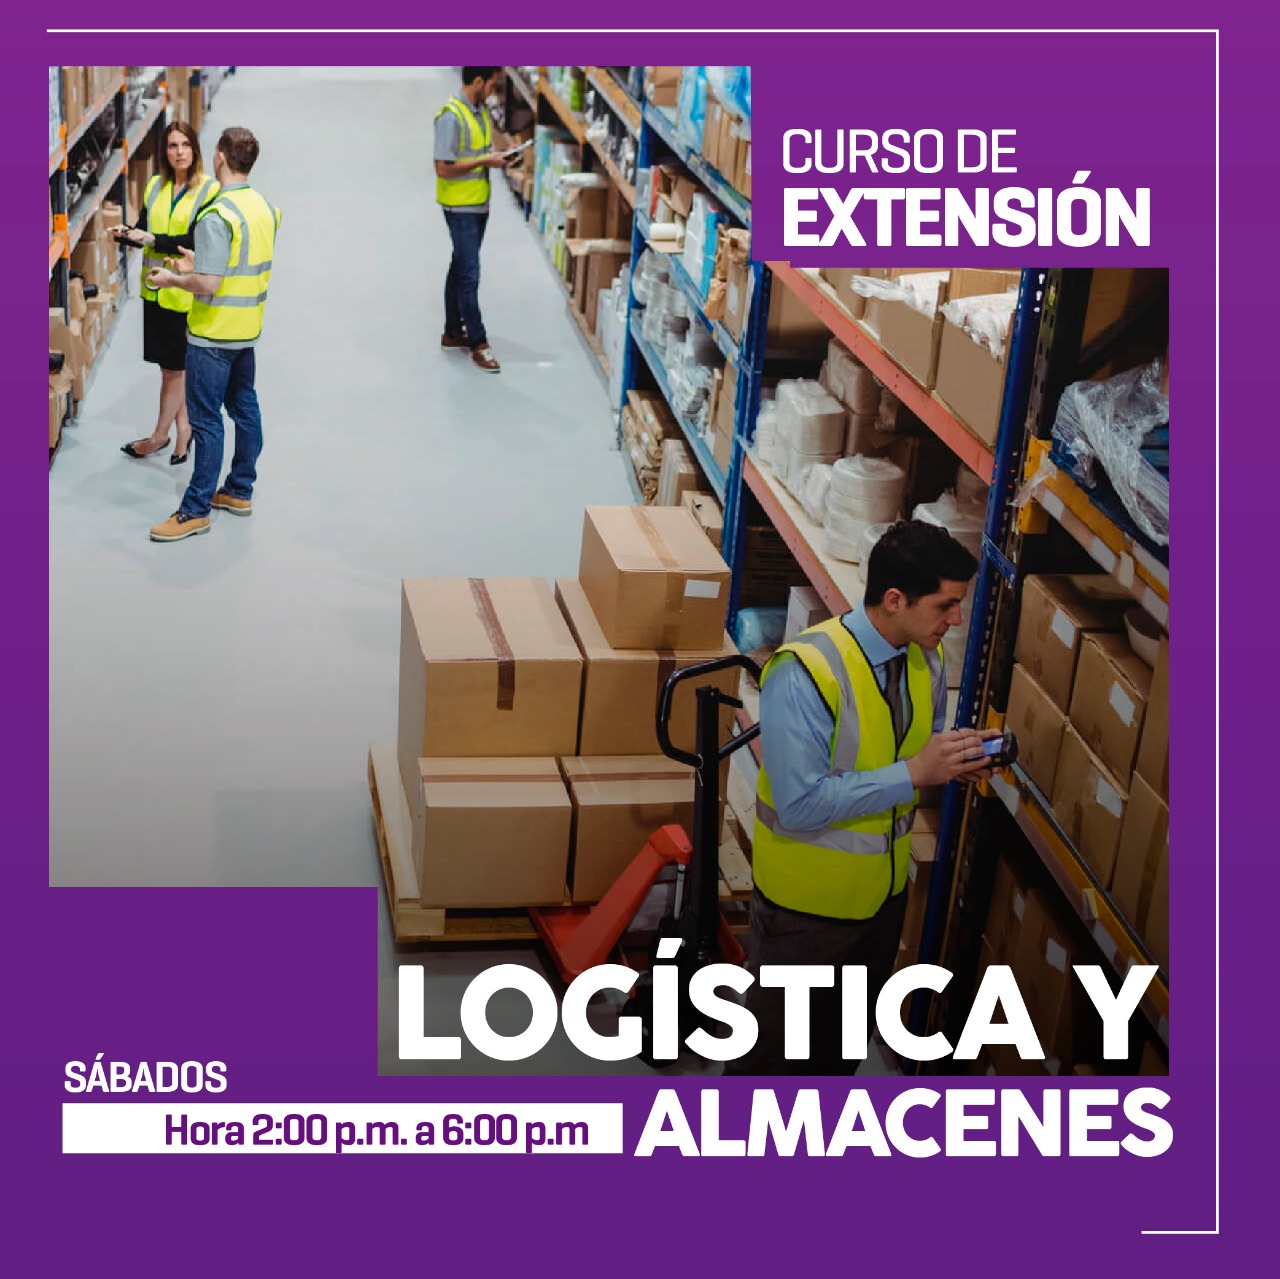 CURSO DE
EXTENSIÓN
LOGÍSTICA Y
ALMACENES
SÁBADOS
Hora 2:00 p.m. a 6:00 p.m